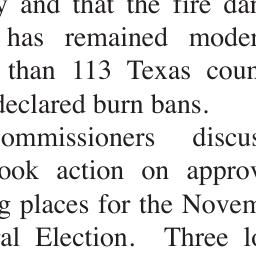 y and that the fire dan
has remained moder
than 113 Texas coun
declared burn bans.
ommissioners discus
ook action on approv
g places for the Novem
al Election. Three lo